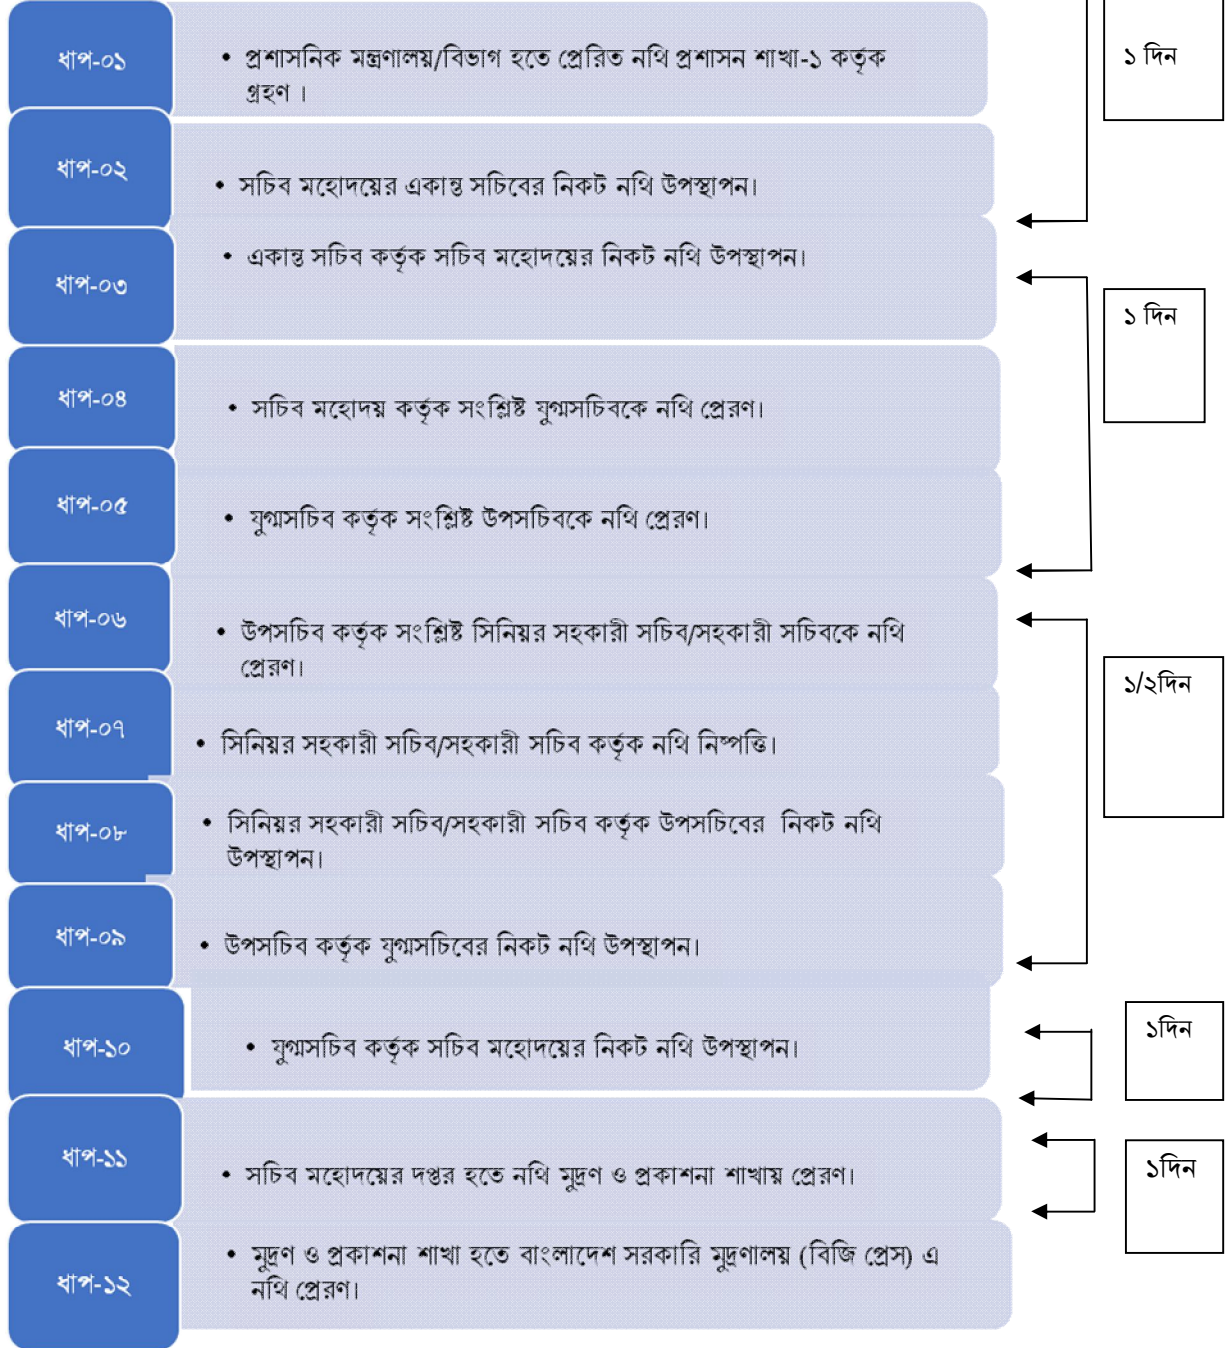 ধাপ-০১
• প্রশাসনিক মন্ত্রণালয়/বিভাগ হতে প্রেরিত নথি প্রশাসন শাখা-১ কর্তৃক
গ্রহণ ।
১ দিন
ধাপ-০২
• সচিব মহোদয়ের একান্ত সচিবের নিকট নথি উপস্থাপন।
ধাপ-০৩
• একান্ত সচিব কর্তৃক সচিব মহোদয়ের নিকট নথি উপস্থাপন।
১ দিন
ধাপ-০৪
• সচিব মহোদয় কর্তৃক সংশ্লিষ্ট যুগ্মসচিবকে নথি প্রেরণ।
ধাপ-০৫
• যুগ্মসচিব কর্তৃক সংশ্লিষ্ট উপসচিবকে নথি প্রেরণ।
ধাপ-০৬
• উপসচিব কর্তৃক সংশ্লিষ্ট সিনিয়র সহকারী সচিব/সহকারী সচিবকে নথি
প্রেরণ।
১/২দিন
ধাপ-০৭
• সিনিয়র সহকারী সচিব/সহকারী সচিব কর্তৃক নথি নিষ্পত্তি।
ধাপ-০৮
• সিনিয়র সহকারী সচিব/সহকারী সচিব কর্তৃক উপসচিবের নিকট নথি
উপস্থাপন।
ধাপ-০৯
• উপসচিব কর্তৃক যুগ্মসচিবের নিকট নথি উপস্থাপন।
ধাপ-১০
• যুগ্মসচিব কর্তৃক সচিব মহোদয়ের নিকট নথি উপস্থাপন।
১দিন
ধাপ-১১
• সচিব মহোদয়ের দপ্তর হতে নথি মুদ্রণ ও প্রকাশনা শাখায় প্রেরণ।
১দিন
ধাপ-১২
• মুদ্রণ ও প্রকাশনা শাখা হতে বাংলাদেশ সরকারি মুদ্রণালয় (বিজি প্রেস) এ
নথি প্রেরণ।